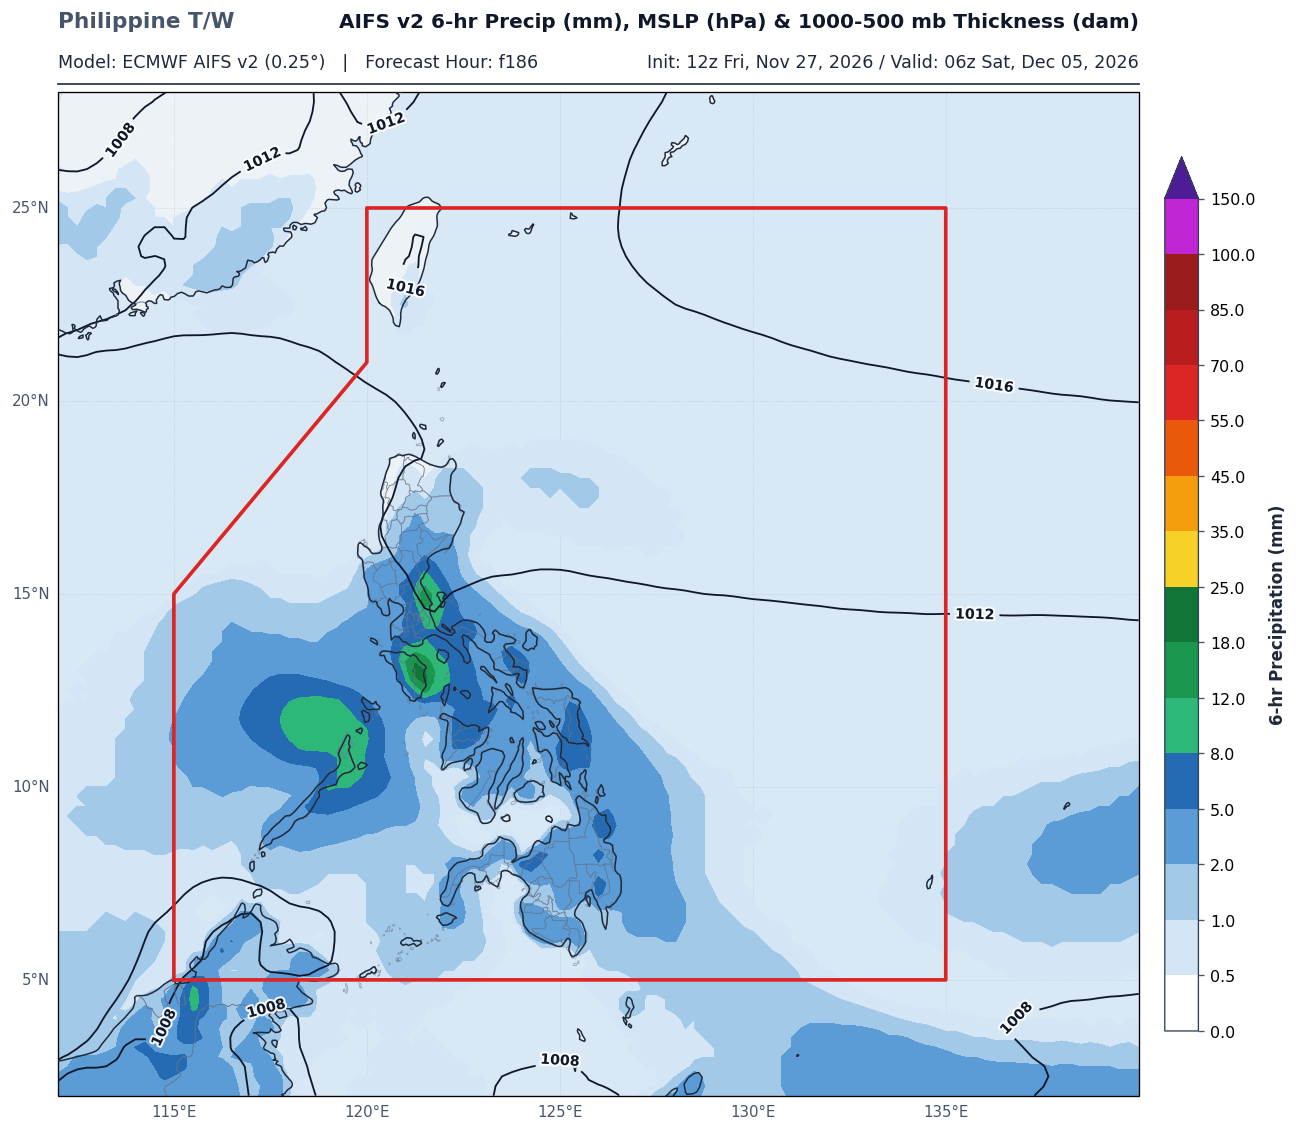 Philippine T/W
AIFS v2 6-hr Precip (mm), MSLP (hPa) & 1000-500 mb Thickness (dam)
Model: ECMWF AIFS v2 (0.25°) | Forecast Hour: f186
Init: 12z Fri, Nov 27, 2026 / Valid: 06z Sat, Dec 05, 2026
1008
1012
1012
1016
1016
1012
1008
1008
1008
1008
25°N
20°N
15°N
10°N
5°N
115°E
120°E
125°E
130°E
135°E
150.0
100.0
85.0
70.0
55.0
45.0
35.0
25.0
18.0
12.0
8.0
5.0
2.0
1.0
0.5
0.0
6-hr Precipitation (mm)